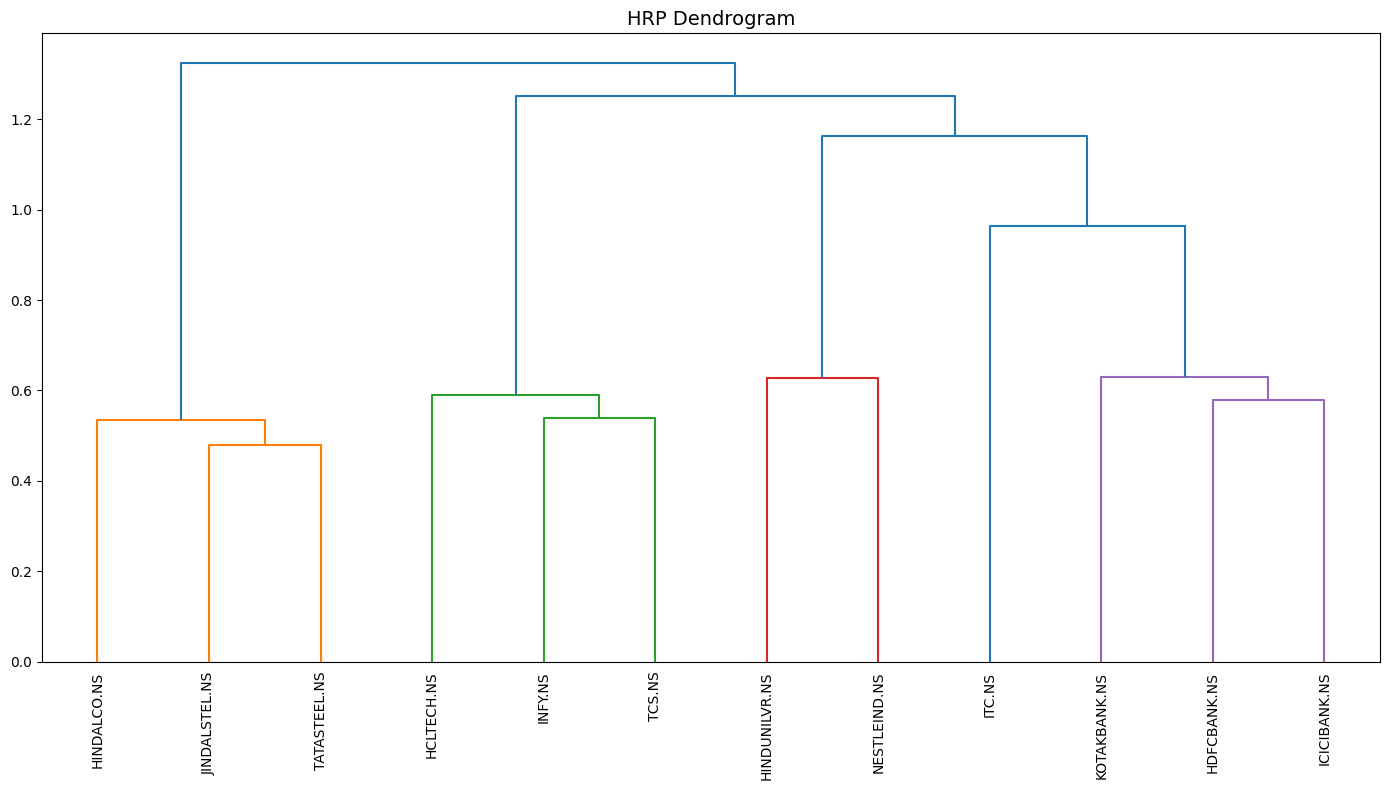 HRP Dendrogram
1.2
1.0
0.8
0.6
0.4
0.2
0.0
HINDALCO.NS
JINDALSTEL.NS
TATASTEEL.NS
HCLTECH.NS
INFY.NS
TCS.NS
HINDUNILVR.NS
NESTLEIND.NS
ITC.NS
KOTAKBANK.NS
HDFCBANK.NS
ICICIBANK.NS